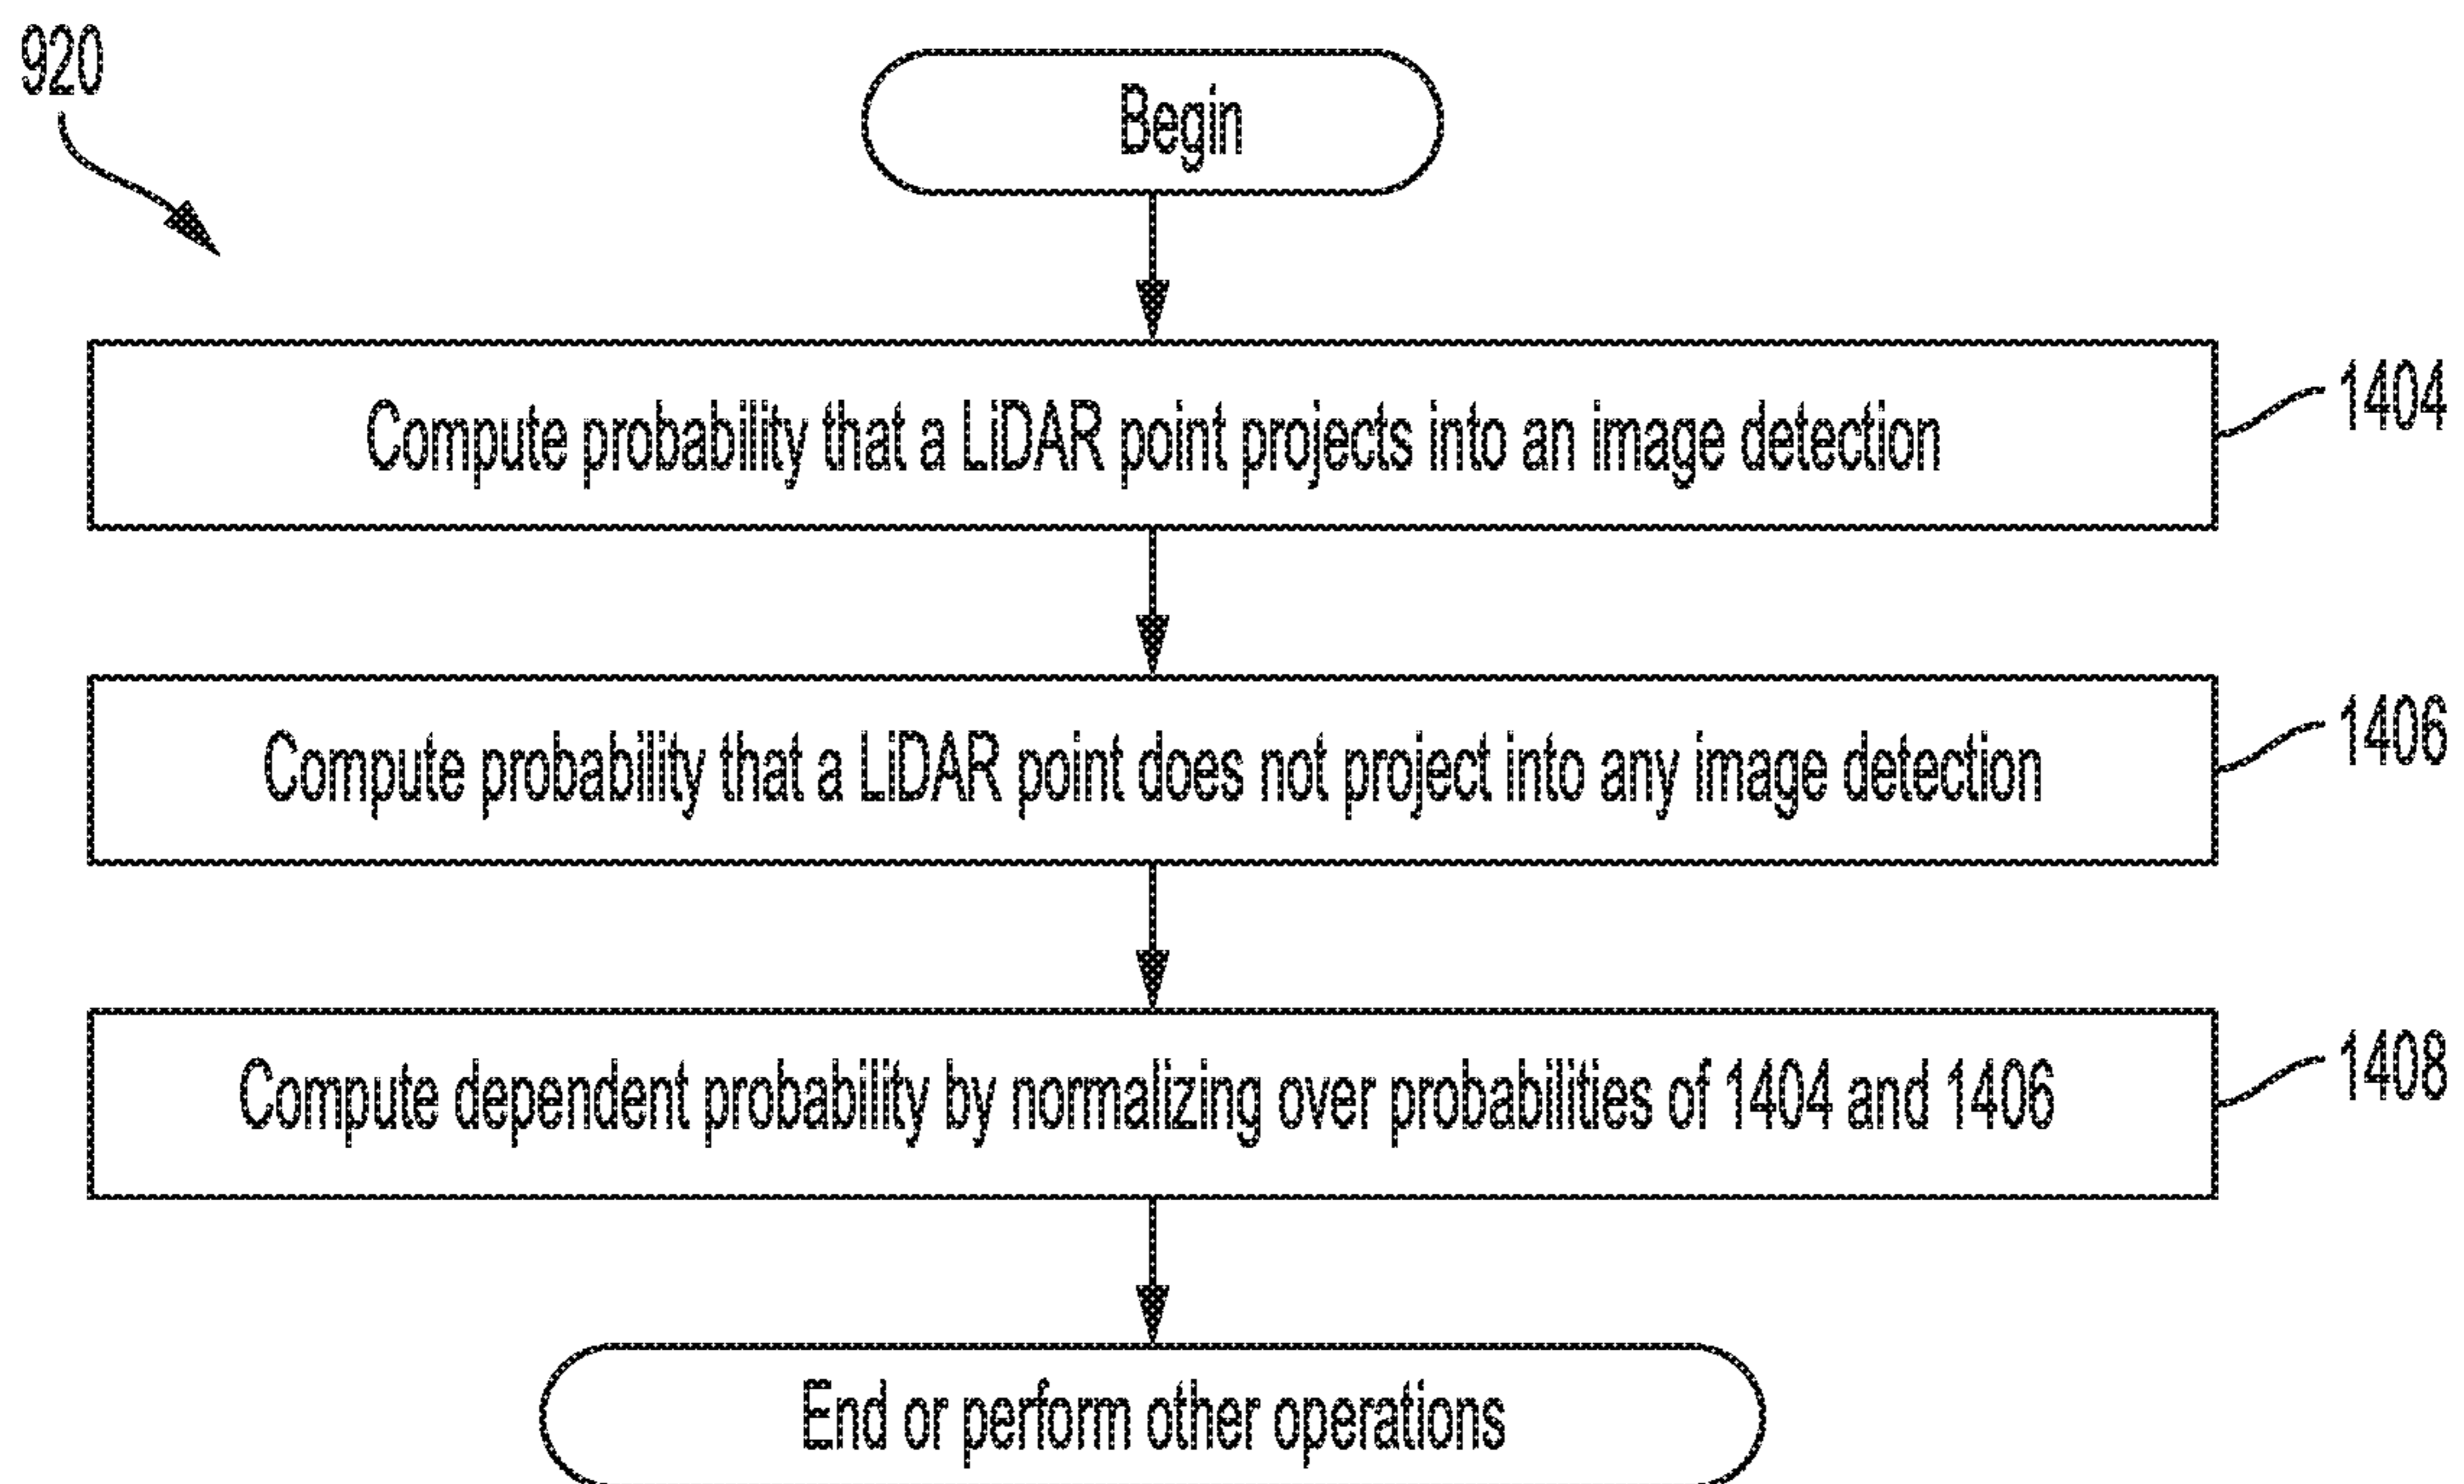 920
Begin
Compute probability that a LiDAR point projects into an image detection
1404
Compute probability that a LiDAR point does not project into any image detection
1406
Compute dependent probability by normalizing over probabilities of 1404 and 1406
1408
End or perform other operations